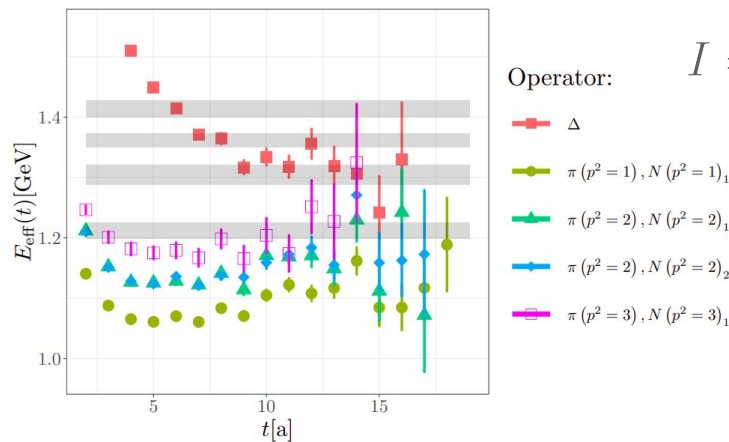 I :
Operator:
Δ
π (p² = 1) , N (p² = 1)₁
π (p² = 2) , N (p² = 2)₁
π (p² = 2) , N (p² = 2)₂
π (p² = 3) , N (p² = 3)₁
E_eff(t)[GeV]
1.4
1.2
1.0
5 10 15
t[a]